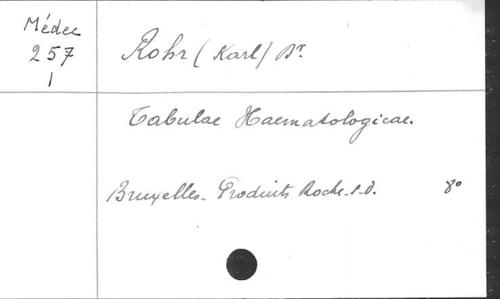 Médec
257
1
Rohr (Karl) Dr.
Tabulae Haematologicae.
Bruxelles. Produits Roche. s.d. 8°